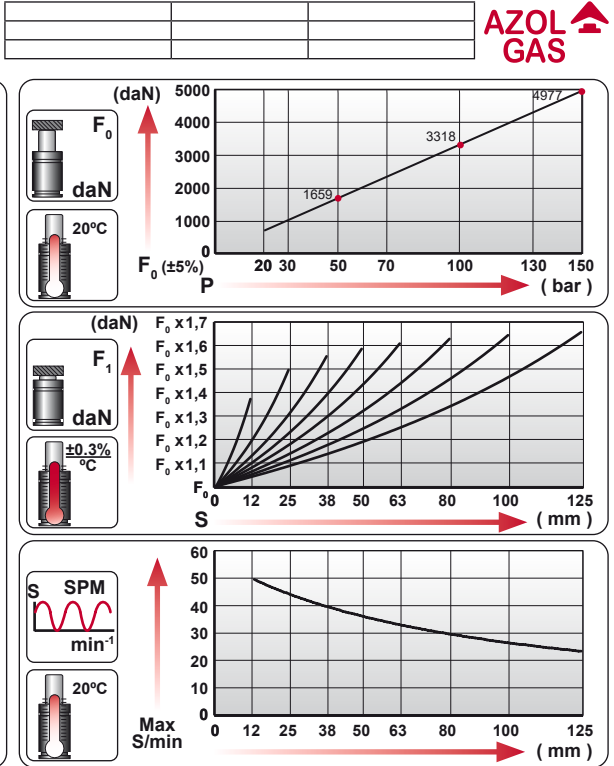 AZOL
GAS
(daN)
F0
daN
20ºC
5000
4000
3000
2000
1000
0
4977
3318
1659
F0 (±5%)
P
20 30 50 70 100 130 150
( bar )
(daN)
F1
daN
±0.3%
ºC
F0 x1,7
F0 x1,6
F0 x1,5
F0 x1,4
F0 x1,3
F0 x1,2
F0 x1,1
F0
0 12 25 38 50 63 80 100 125
S
( mm )
S SPM
min-1
20ºC
60
50
40
30
20
10
0
Max
S/min
0 12 25 38 50 63 80 100 125
( mm )